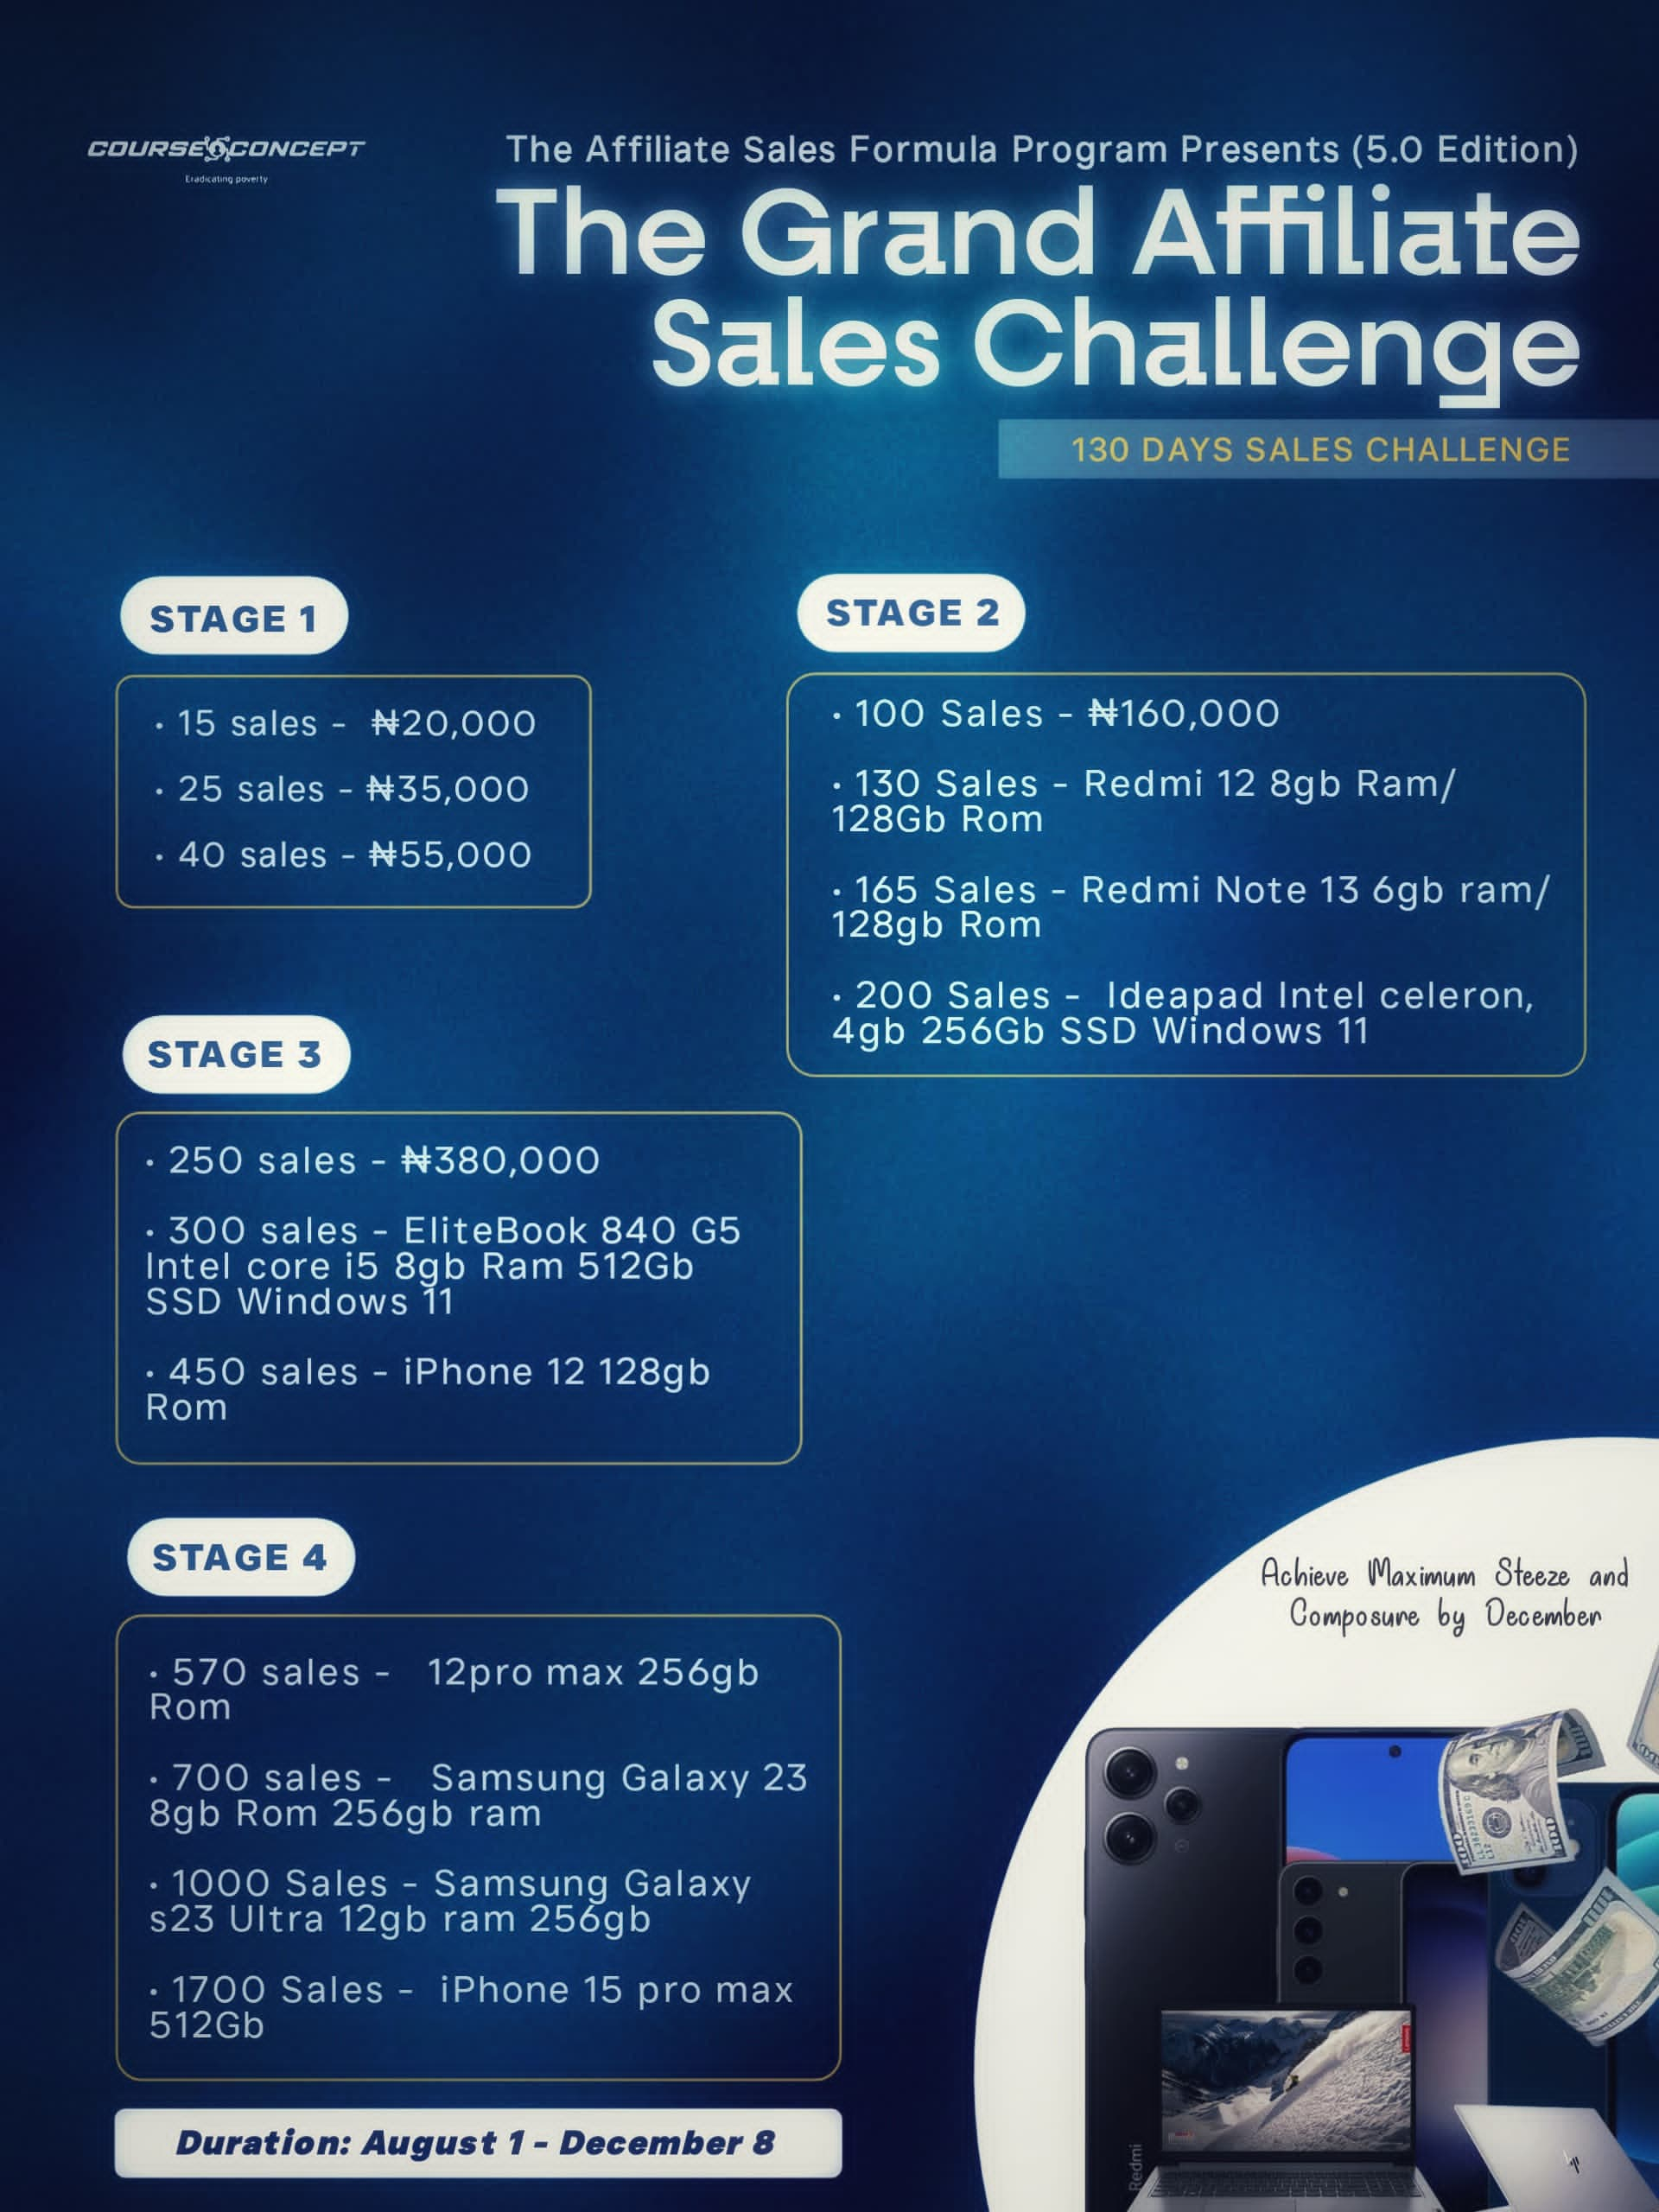 COURSE CONCEPT
Eradicating poverty
The Affiliate Sales Formula Program Presents (5.0 Edition)
The Grand Affiliate
Sales Challenge
130 DAYS SALES CHALLENGE
STAGE 1
· 15 sales - ₦20,000
· 25 sales - ₦35,000
· 40 sales - ₦55,000
STAGE 2
· 100 Sales - ₦160,000
· 130 Sales - Redmi 12 8gb Ram/
128Gb Rom
· 165 Sales - Redmi Note 13 6gb ram/
128gb Rom
· 200 Sales - Ideapad Intel celeron,
4gb 256Gb SSD Windows 11
STAGE 3
· 250 sales - ₦380,000
· 300 sales - EliteBook 840 G5
Intel core i5 8gb Ram 512Gb
SSD Windows 11
· 450 sales - iPhone 12 128gb
Rom
STAGE 4
· 570 sales - 12pro max 256gb
Rom
· 700 sales - Samsung Galaxy 23
8gb Rom 256gb ram
· 1000 Sales - Samsung Galaxy
s23 Ultra 12gb ram 256gb
· 1700 Sales - iPhone 15 pro max
512Gb
Duration: August 1 - December 8
Achieve Maximum Steeze and
Composure by December
Redmi